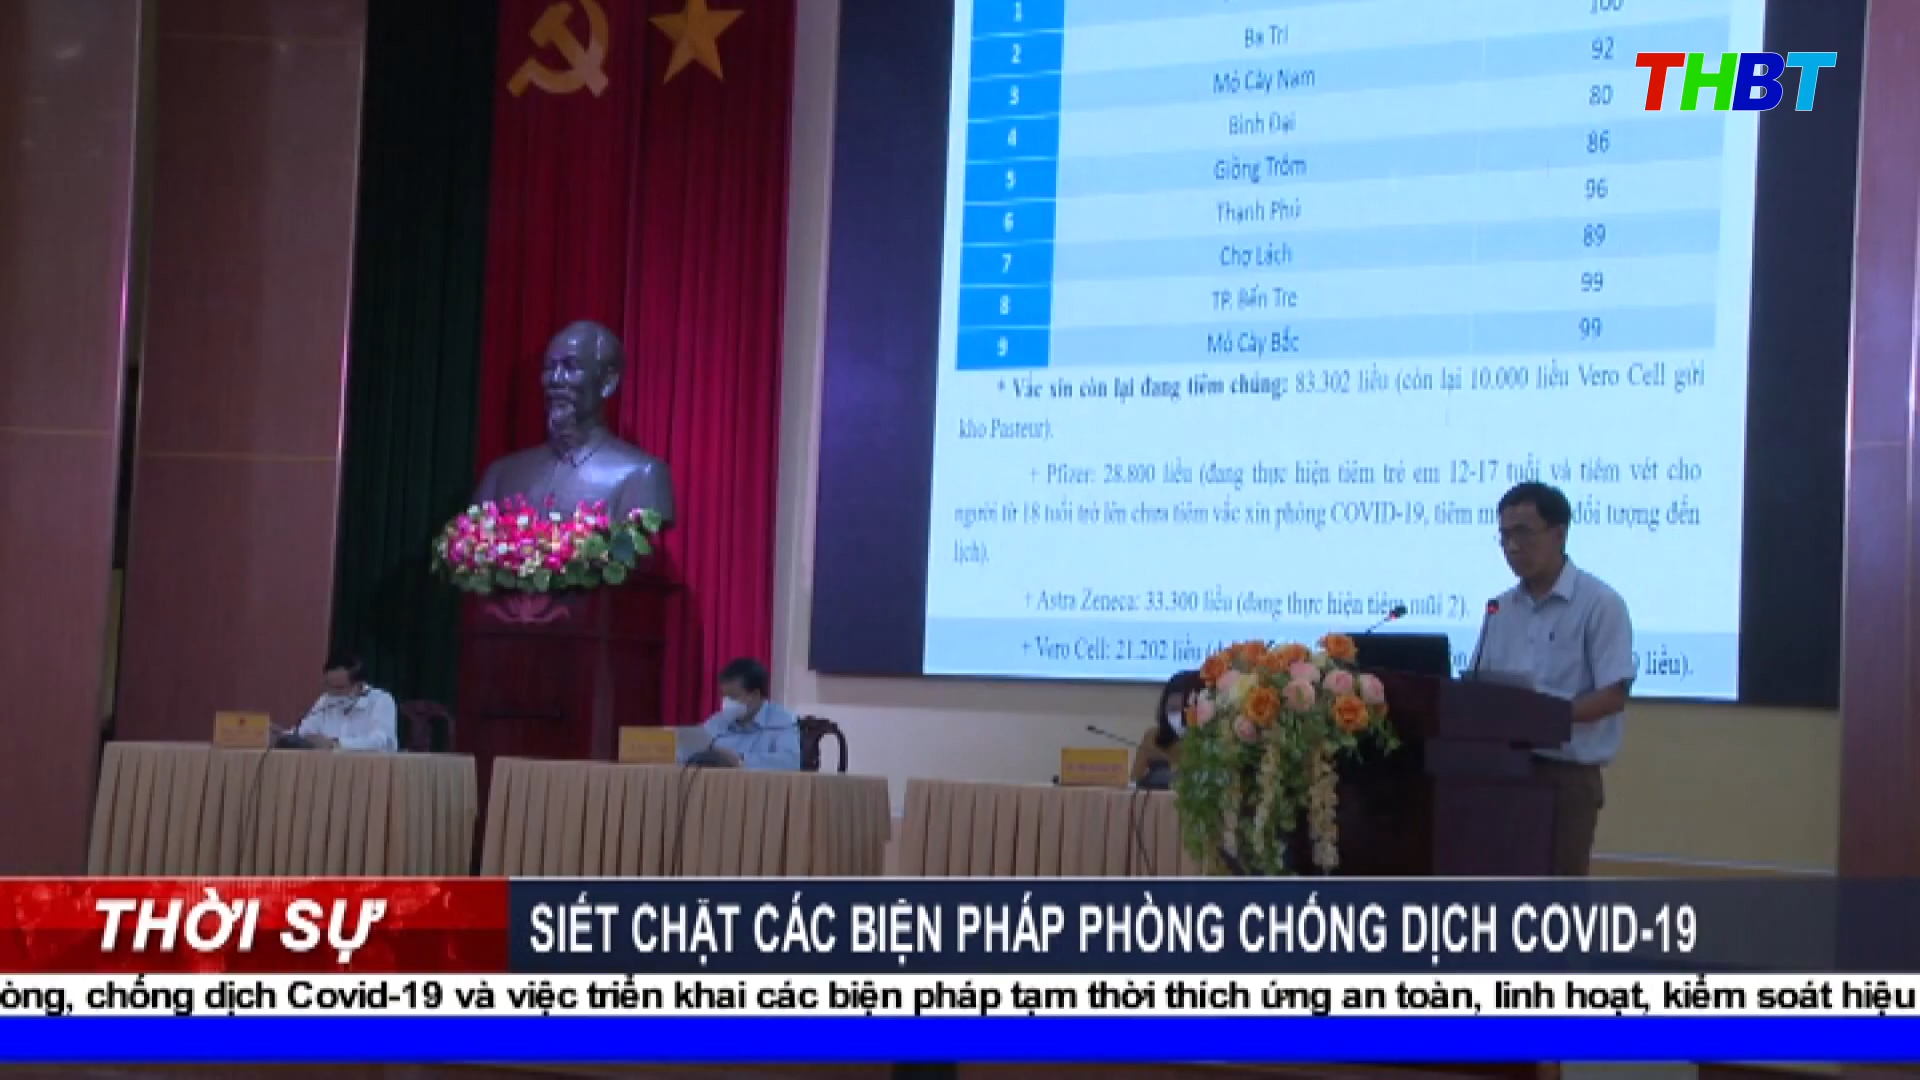 1
100
2
Ba Tri
92
THBT
3
Mỏ Cày Nam
80
4
Bình Đại
86
5
Giồng Trôm
96
6
Thạnh Phú
89
7
Chợ Lách
99
8
TP. Bến Tre
99
9
Mỏ Cày Bắc
* Vắc xin còn lại đang tiêm chủng: 83.302 liều (còn lại 10.000 liều Vero Cell gửi
kho Pasteur).
+ Pfizer: 28.800 liều (đang thực hiện tiêm trẻ em 12-17 tuổi và tiêm vét cho
người từ 18 tuổi trở lên chưa tiêm vắc xin phòng COVID-19, tiêm đối tượng đến
lịch).
+ Astra Zeneca: 33.300 liều (đang thực hiện tiêm mũi 2).
+ Vero Cell: 21.202 liều liều).
THỜI SỰ
SIẾT CHẶT CÁC BIỆN PHÁP PHÒNG CHỐNG DỊCH COVID-19
òng, chống dịch Covid-19 và việc triển khai các biện pháp tạm thời thích ứng an toàn, linh hoạt, kiểm soát hiệu